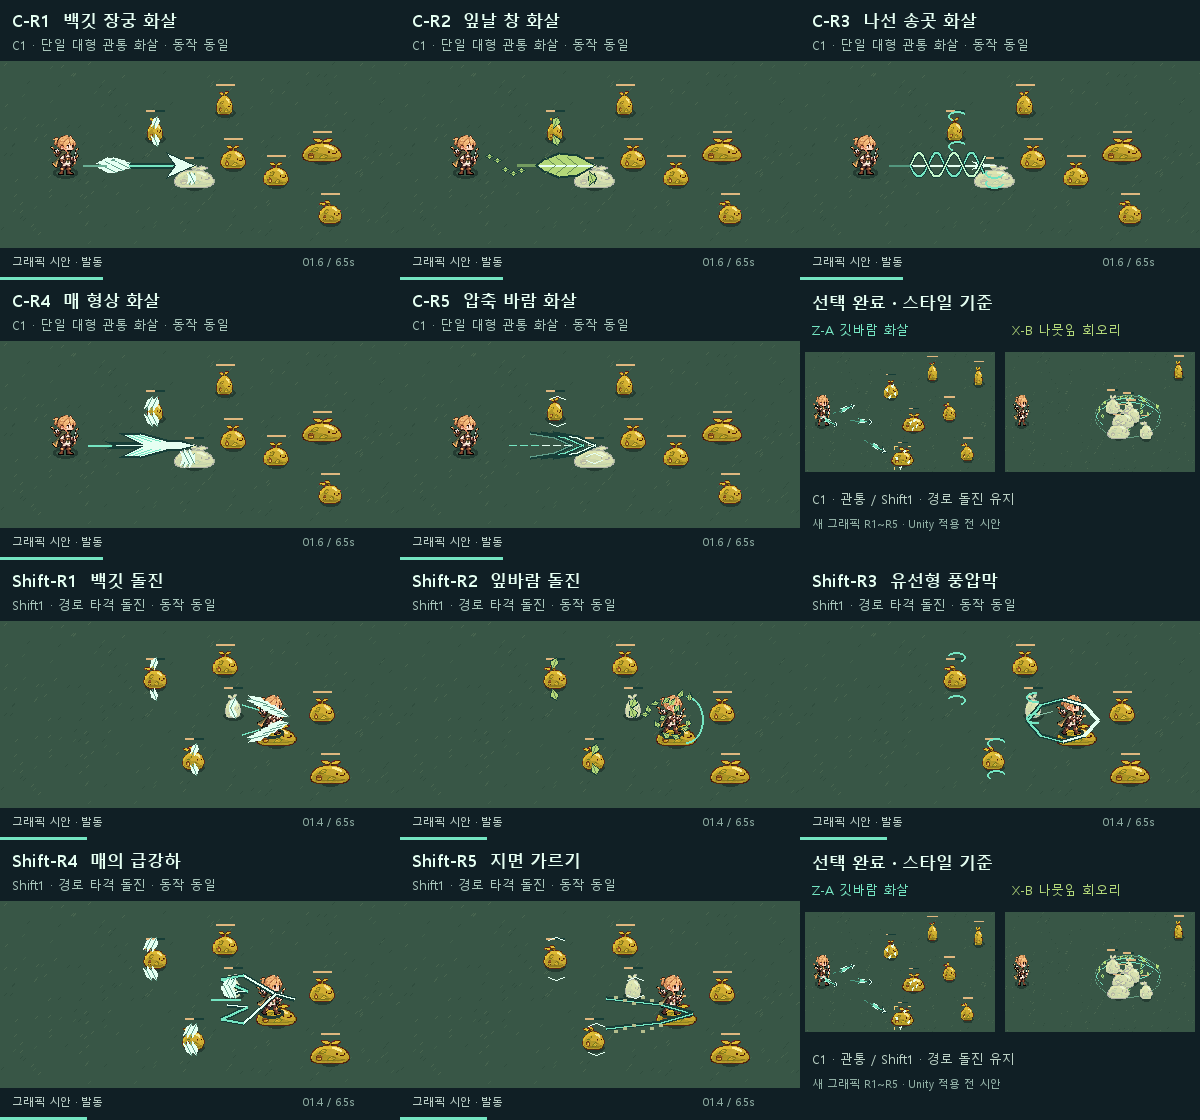 C-R1 백깃 장궁 화살
C1 · 단일 대형 관통 화살 · 동작 동일
그래픽 시안 · 발동
01.6 / 6.5s
C-R2 잎날 창 화살
C1 · 단일 대형 관통 화살 · 동작 동일
그래픽 시안 · 발동
01.6 / 6.5s
C-R3 나선 송곳 화살
C1 · 단일 대형 관통 화살 · 동작 동일
그래픽 시안 · 발동
01.6 / 6.5s
C-R4 매 형상 화살
C1 · 단일 대형 관통 화살 · 동작 동일
그래픽 시안 · 발동
01.6 / 6.5s
C-R5 압축 바람 화살
C1 · 단일 대형 관통 화살 · 동작 동일
그래픽 시안 · 발동
01.6 / 6.5s
선택 완료 · 스타일 기준
Z-A 깃바람 화살
X-B 나뭇잎 회오리
C1 · 관통 / Shift1 · 경로 돌진 유지
새 그래픽 R1~R5 · Unity 적용 전 시안
Shift-R1 백깃 돌진
Shift1 · 경로 타격 돌진 · 동작 동일
그래픽 시안 · 발동
01.4 / 6.5s
Shift-R2 잎바람 돌진
Shift1 · 경로 타격 돌진 · 동작 동일
그래픽 시안 · 발동
01.4 / 6.5s
Shift-R3 유선형 풍압막
Shift1 · 경로 타격 돌진 · 동작 동일
그래픽 시안 · 발동
01.4 / 6.5s
Shift-R4 매의 급강하
Shift1 · 경로 타격 돌진 · 동작 동일
그래픽 시안 · 발동
01.4 / 6.5s
Shift-R5 지면 가르기
Shift1 · 경로 타격 돌진 · 동작 동일
그래픽 시안 · 발동
01.4 / 6.5s
선택 완료 · 스타일 기준
Z-A 깃바람 화살
X-B 나뭇잎 회오리
C1 · 관통 / Shift1 · 경로 돌진 유지
새 그래픽 R1~R5 · Unity 적용 전 시안